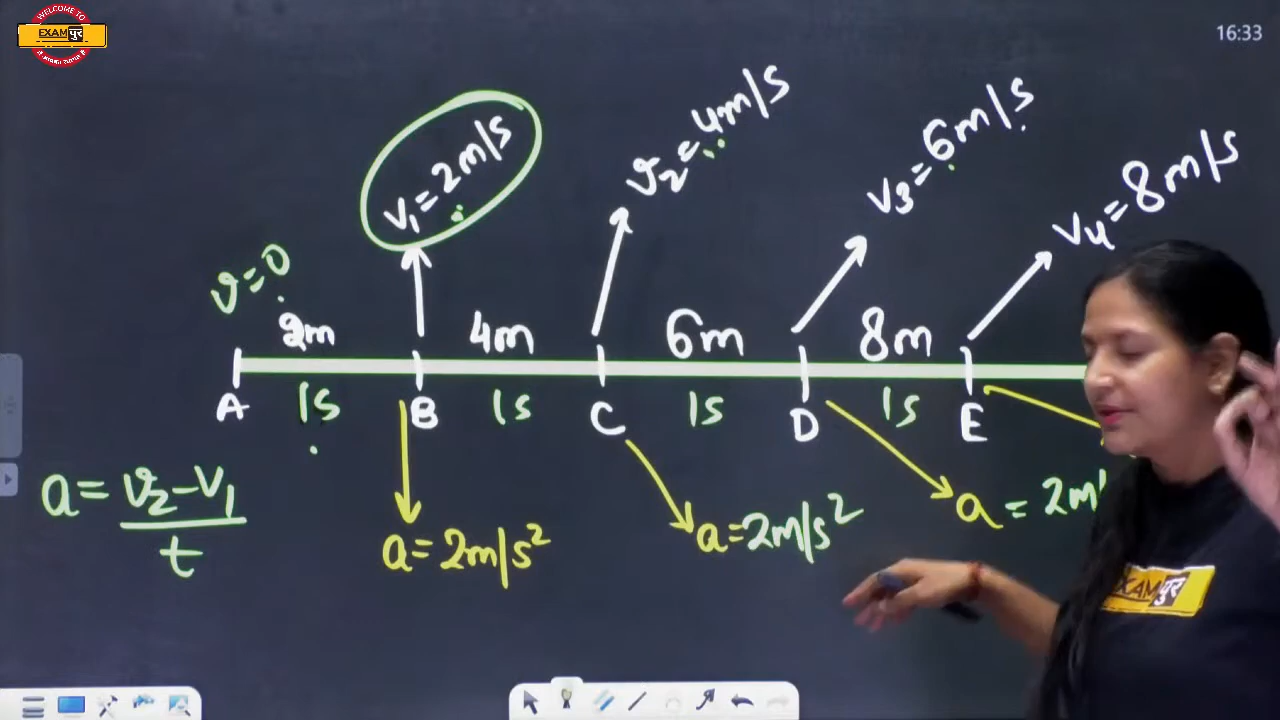 WELCOME TO
EXAMपुर
16:33
v=0
V₁=2m/s
v₂=4m/s
V₃=6m/s
V₄=8m/s
2m 4m 6m 8m
A 1s B 1s C 1s D 1s E
a = v₂-V₁
t
a=2m/s²
a=2m/s²
a = 2m/
EXAMपुर